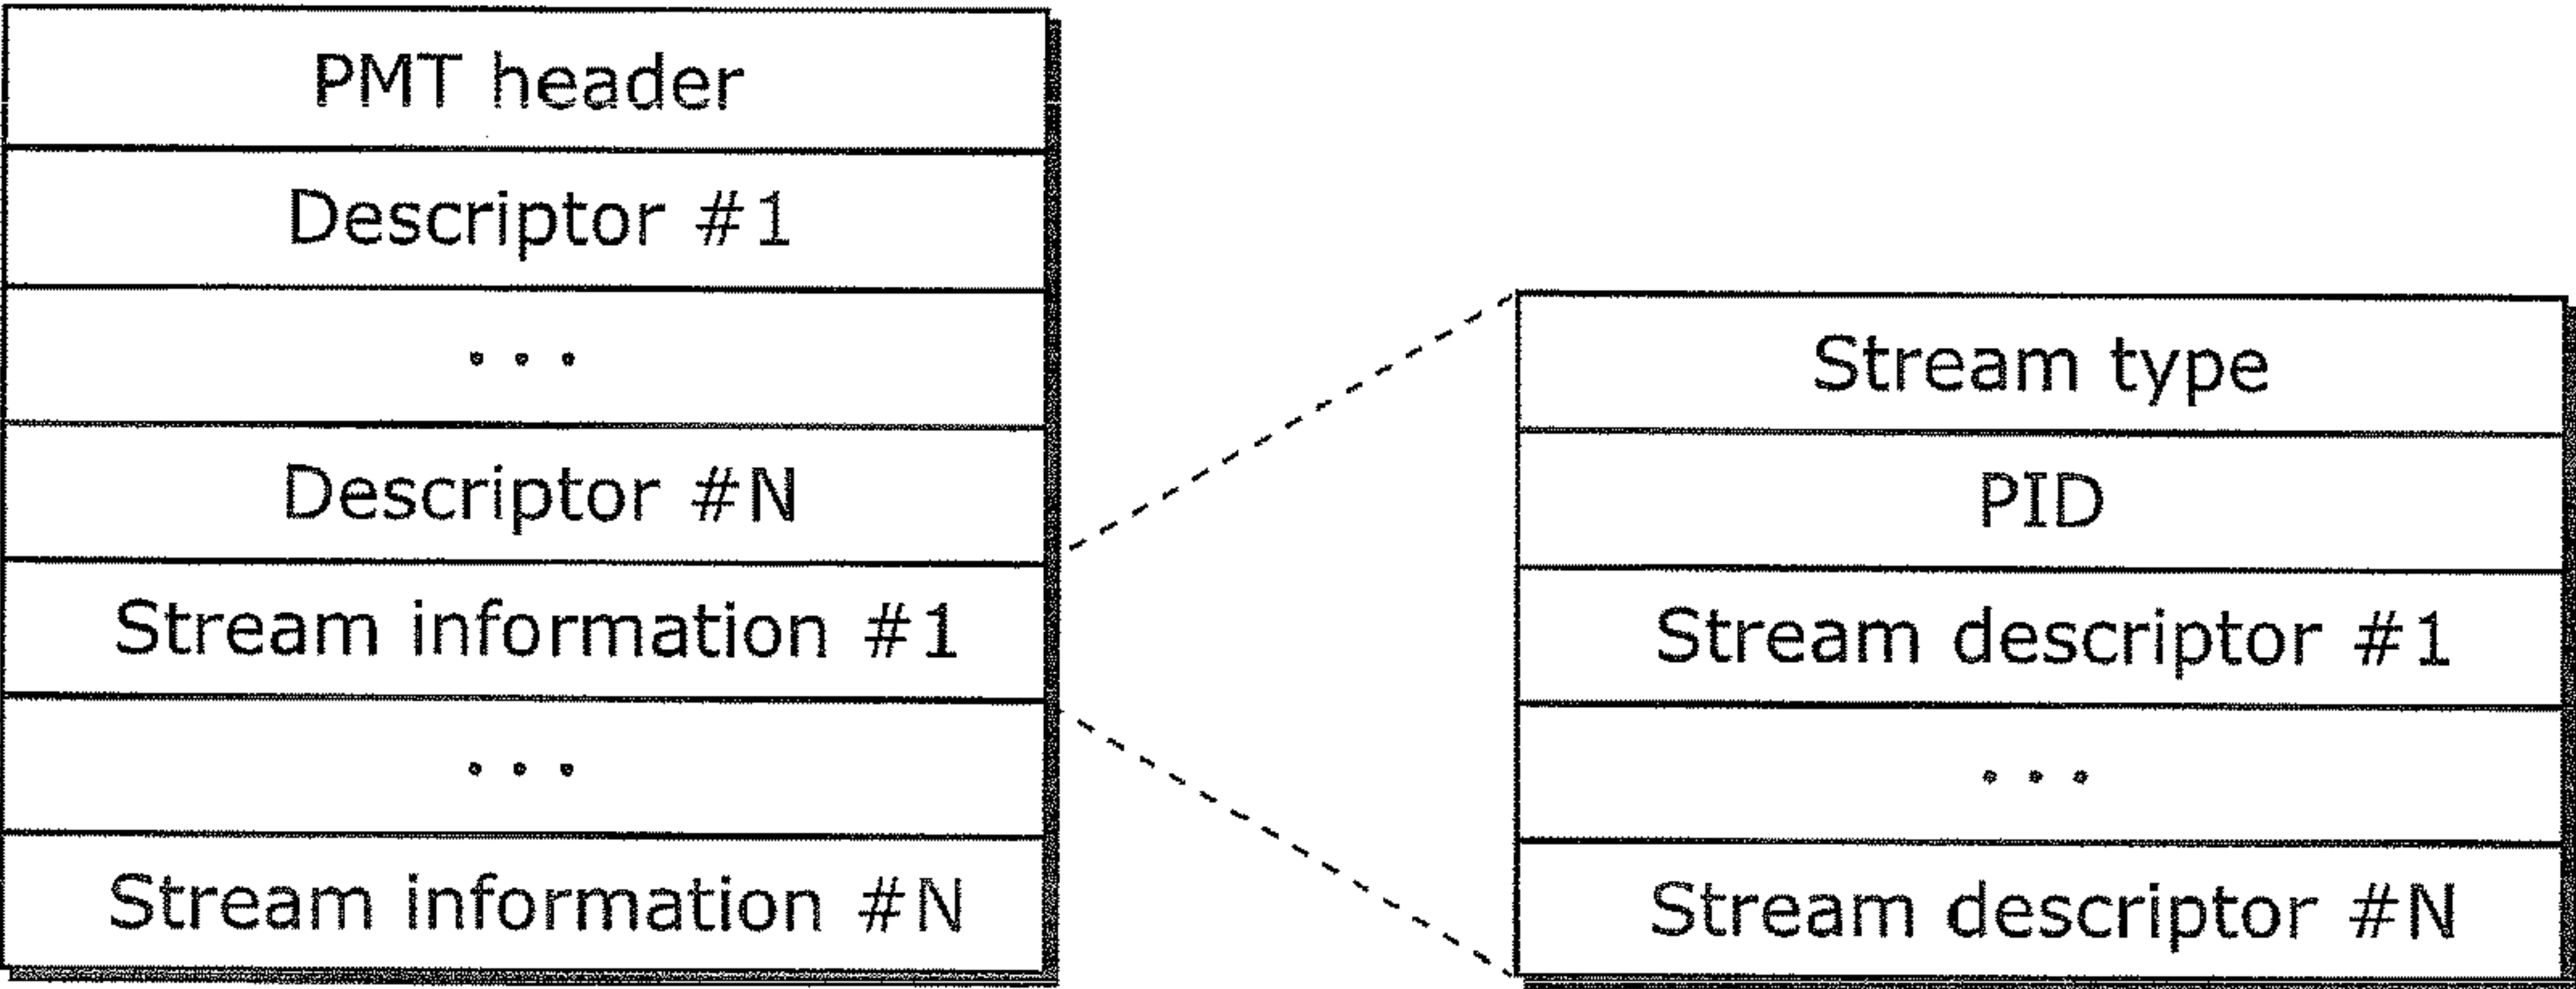 PMT header
Descriptor #1
...
Descriptor #N
Stream information #1
...
Stream information #N
Stream type
PID
Stream descriptor #1
...
Stream descriptor #N